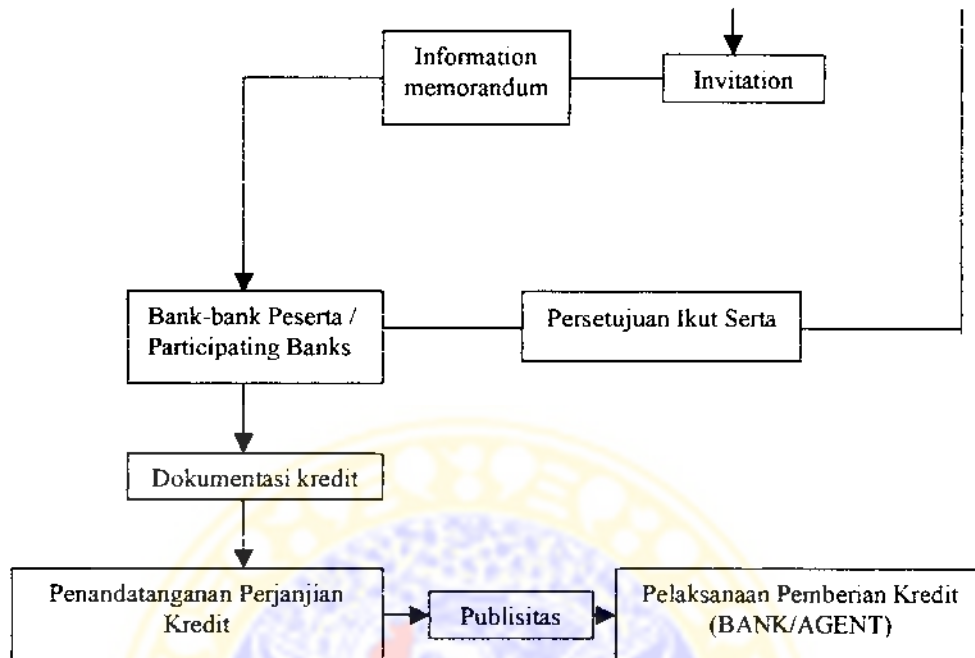 Information
memorandum
Invitation
Bank-bank Peserta /
Participating Banks
Persetujuan Ikut Serta
Dokumentasi kredit
Penandatanganan Perjanjian
Kredit
Publisitas
Pelaksanaan Pemberian Kredit
(BANK/AGENT)